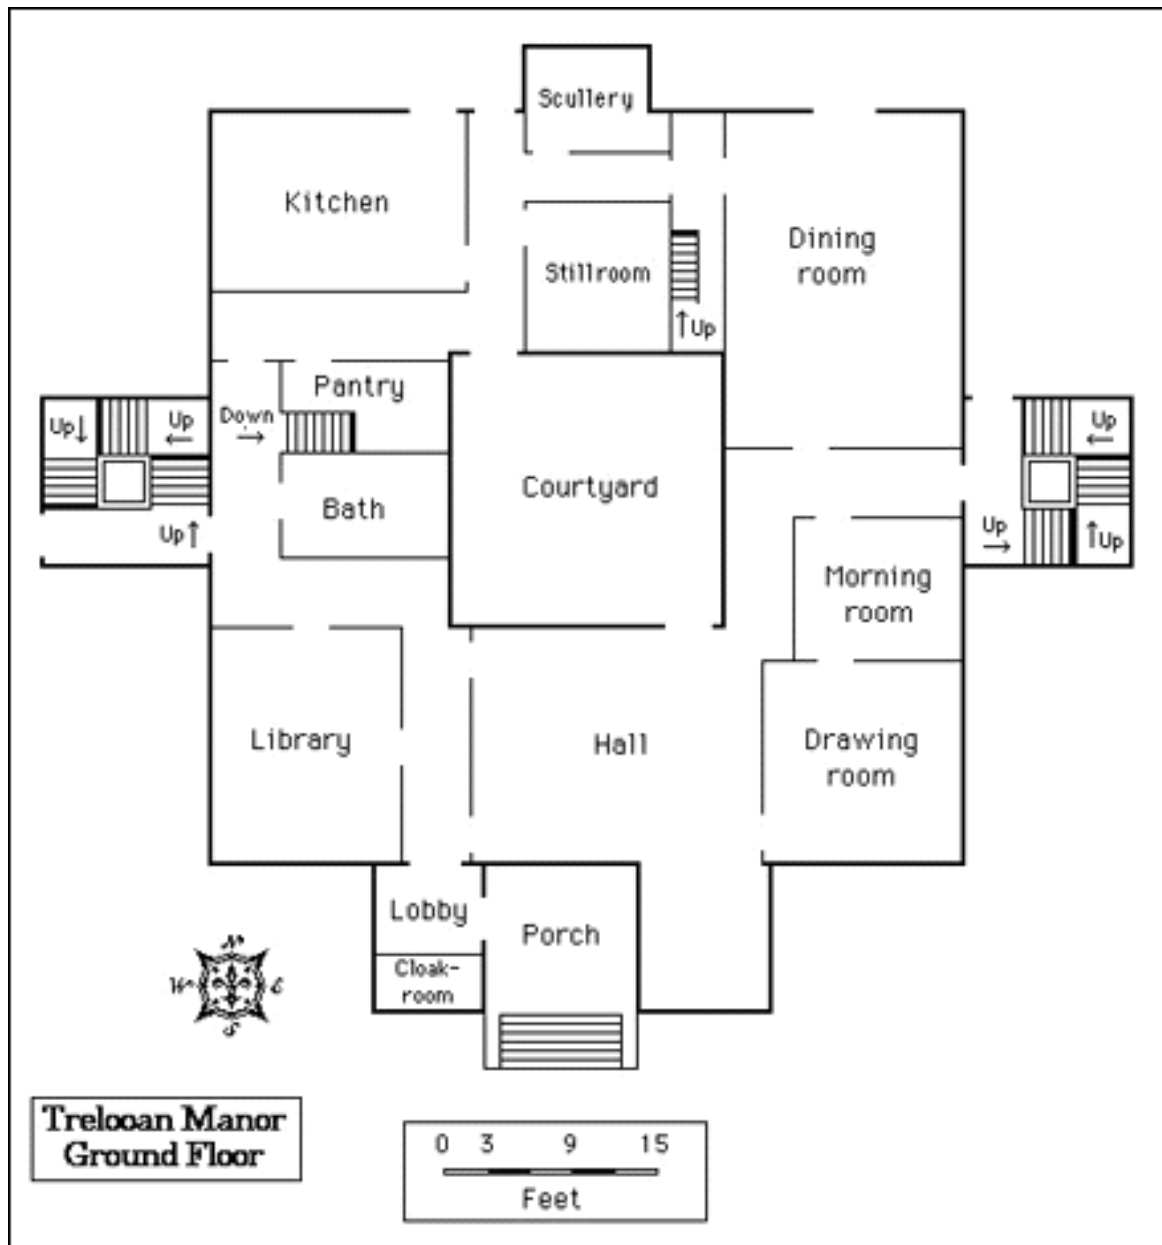 Scullery
Kitchen
Dining
room
Stillroom
Up
Pantry
Up
Up
Down
Up
Courtyard
Bath
Up
Up
Up
Morning
room
Library
Hall
Drawing
room
Lobby
Porch
Cloak-
room
N
W
E
S
Trelooan Manor
Ground Floor
0 3 9 15
Feet